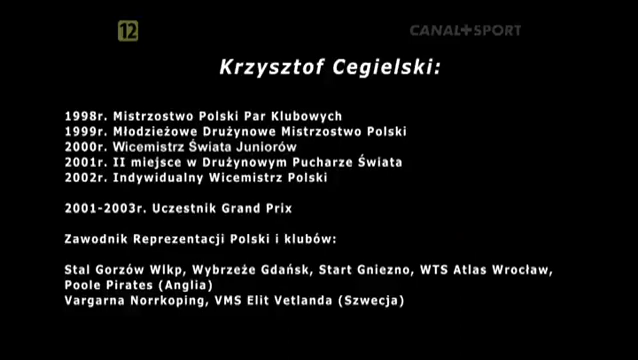 12
CANAL+SPORT
Krzysztof Cegielski:
1998r. Mistrzostwo Polski Par Klubowych
1999r. Młodzieżowe Drużynowe Mistrzostwo Polski
2000r. Wicemistrz Świata Juniorów
2001r. II miejsce w Drużynowym Pucharze Świata
2002r. Indywidualny Wicemistrz Polski
2001-2003r. Uczestnik Grand Prix
Zawodnik Reprezentacji Polski i klubów:
Stal Gorzów Wlkp, Wybrzeże Gdańsk, Start Gniezno, WTS Atlas Wrocław,
Poole Pirates (Anglia)
Vargarna Norrkoping, VMS Elit Vetlanda (Szwecja)